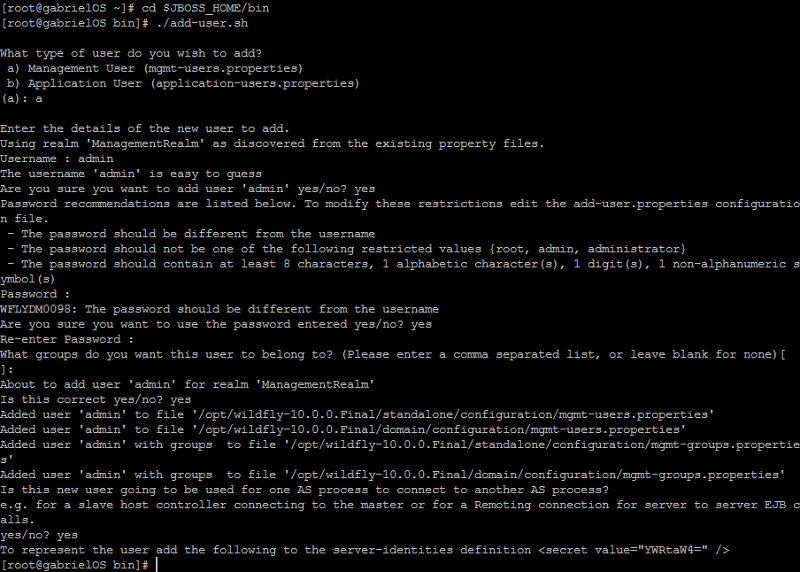 [root@gabrielOS ~]# cd $JBOSS_HOME/bin
[root@gabrielOS bin]# ./add-user.sh
What type of user do you wish to add?
 a) Management User (mgmt-users.properties)
 b) Application User (application-users.properties)
(a): a
Enter the details of the new user to add.
Using realm 'ManagementRealm' as discovered from the existing property files.
Username : admin
The username 'admin' is easy to guess
Are you sure you want to add user 'admin' yes/no? yes
Password recommendations are listed below. To modify these restrictions edit the add-user.properties configuratio
n file.
 - The password should be different from the username
 - The password should not be one of the following restricted values {root, admin, administrator}
 - The password should contain at least 8 characters, 1 alphabetic character(s), 1 digit(s), 1 non-alphanumeric s
ymbol(s)
Password :
WFLYDM0098: The password should be different from the username
Are you sure you want to use the password entered yes/no? yes
Re-enter Password :
What groups do you want this user to belong to? (Please enter a comma separated list, or leave blank for none)[
]:
About to add user 'admin' for realm 'ManagementRealm'
Is this correct yes/no? yes
Added user 'admin' to file '/opt/wildfly-10.0.0.Final/standalone/configuration/mgmt-users.properties'
Added user 'admin' to file '/opt/wildfly-10.0.0.Final/domain/configuration/mgmt-users.properties'
Added user 'admin' with groups  to file '/opt/wildfly-10.0.0.Final/standalone/configuration/mgmt-groups.propertie
s'
Added user 'admin' with groups  to file '/opt/wildfly-10.0.0.Final/domain/configuration/mgmt-groups.properties'
Is this new user going to be used for one AS process to connect to another AS process?
e.g. for a slave host controller connecting to the master or for a Remoting connection for server to server EJB c
alls.
yes/no? yes
To represent the user add the following to the server-identities definition <secret value="YWRtaW4=" />
[root@gabrielOS bin]#